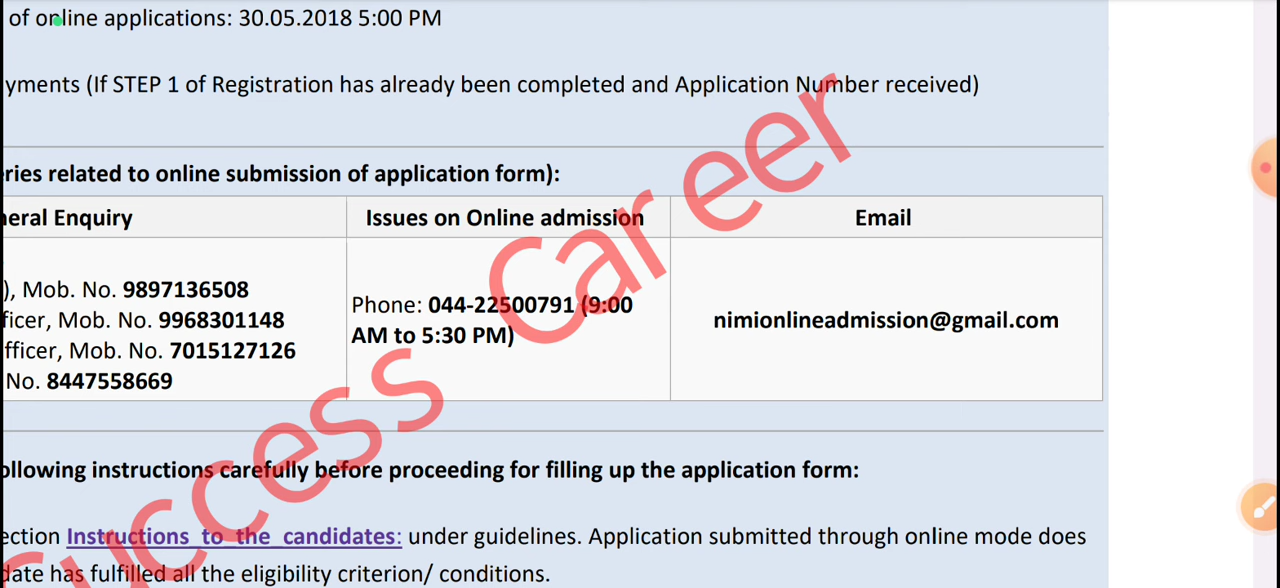 of online applications: 30.05.2018 5:00 PM
yments (If STEP 1 of Registration has already been completed and Application Number received)
ries related to online submission of application form):
neral Enquiry
Issues on Online admission
Email
), Mob. No. 9897136508
ficer, Mob. No. 9968301148
fficer, Mob. No. 7015127126
No. 8447558669
Phone: 044-22500791 (9:00
AM to 5:30 PM)
nimionlineadmission@gmail.com
ollowing instructions carefully before proceeding for filling up the application form:
ection Instructions to the candidates: under guidelines. Application submitted through online mode does
date has fulfilled all the eligibility criterion/ conditions.
Success Career